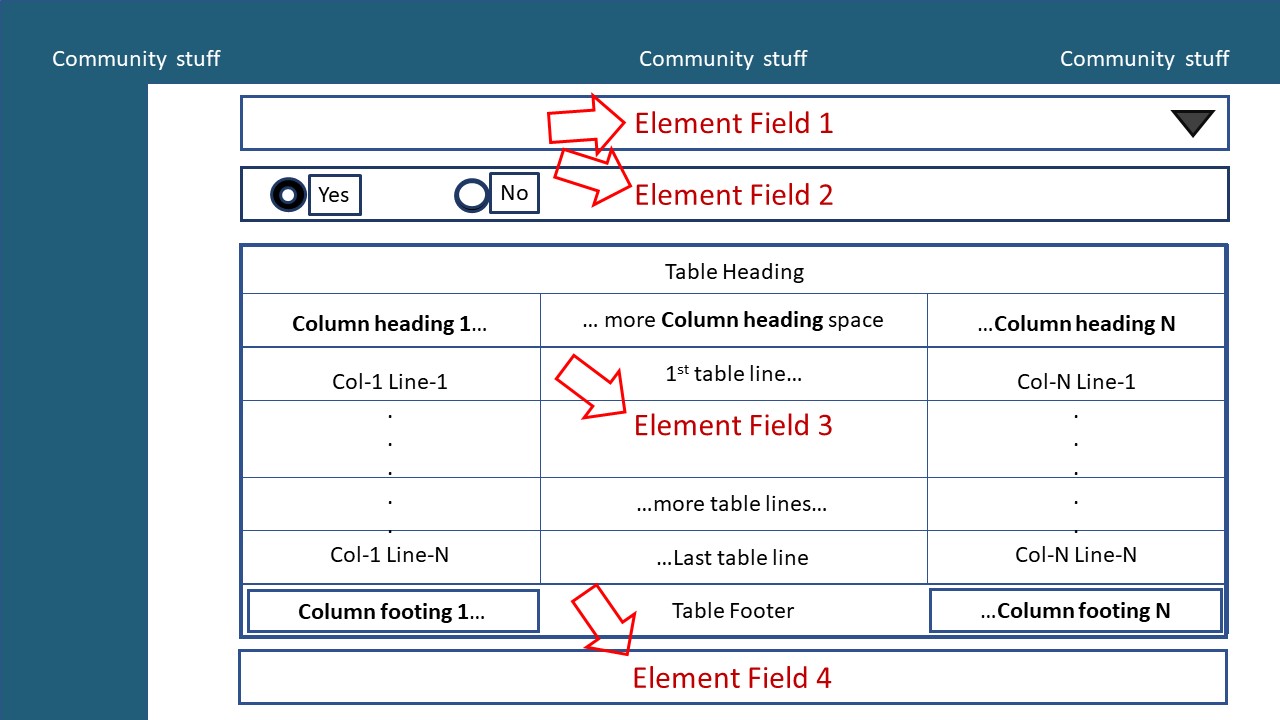 Community stuff Community stuff Community stuff
Element Field 1
Yes No Element Field 2
Table Heading
Column heading 1… … more Column heading space …Column heading N
Col-1 Line-1 1st table line… Col-N Line-1
. .
. Element Field 3 .
. .
. …more table lines… .
. .
Col-1 Line-N …Last table line Col-N Line-N
Column footing 1… Table Footer …Column footing N
Element Field 4